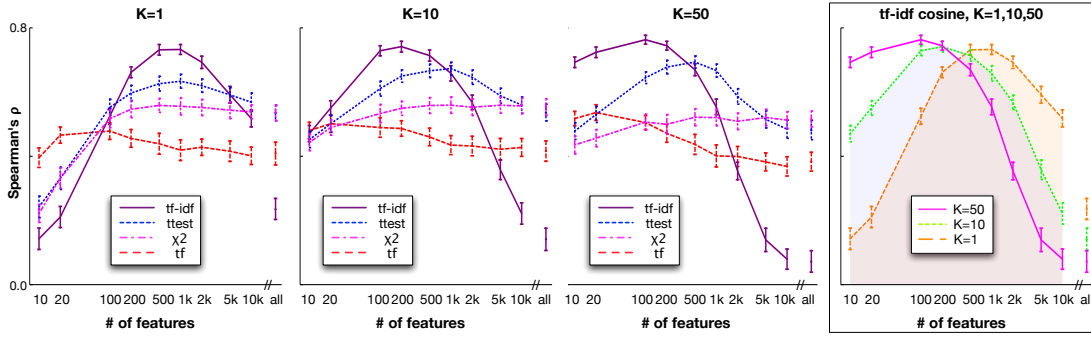 K=1
K=10
K=50
tf-idf cosine, K=1,10,50
0.8
Spearman's ρ
0.0
tf-idf
ttest
χ2
tf
tf-idf
ttest
χ2
tf
tf-idf
ttest
χ2
tf
K=50
K=10
K=1
10 20 100 200 500 1k 2k 5k 10k all
10 20 100 200 500 1k 2k 5k 10k all
10 20 100 200 500 1k 2k 5k 10k all
10 20 100 200 500 1k 2k 5k 10k all
# of features
# of features
# of features
# of features